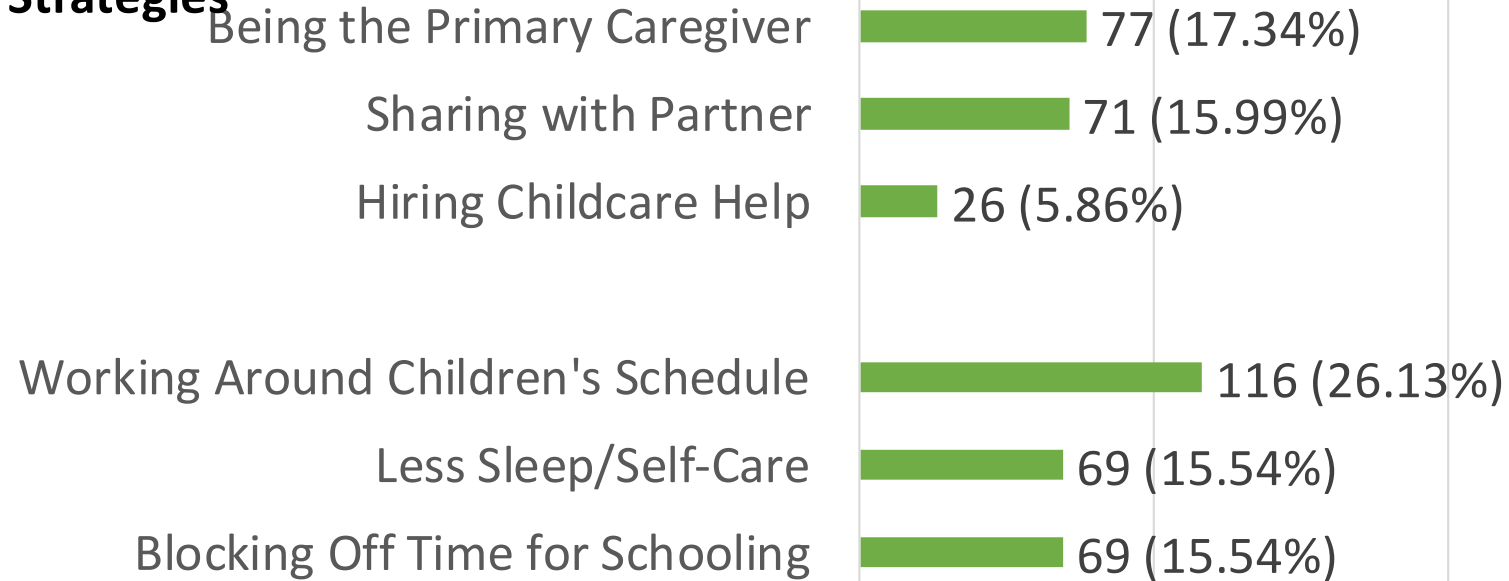 Strategies
Being the Primary Caregiver 77 (17.34%)
Sharing with Partner 71 (15.99%)
Hiring Childcare Help 26 (5.86%)
Working Around Children's Schedule 116 (26.13%)
Less Sleep/Self-Care 69 (15.54%)
Blocking Off Time for Schooling 69 (15.54%)